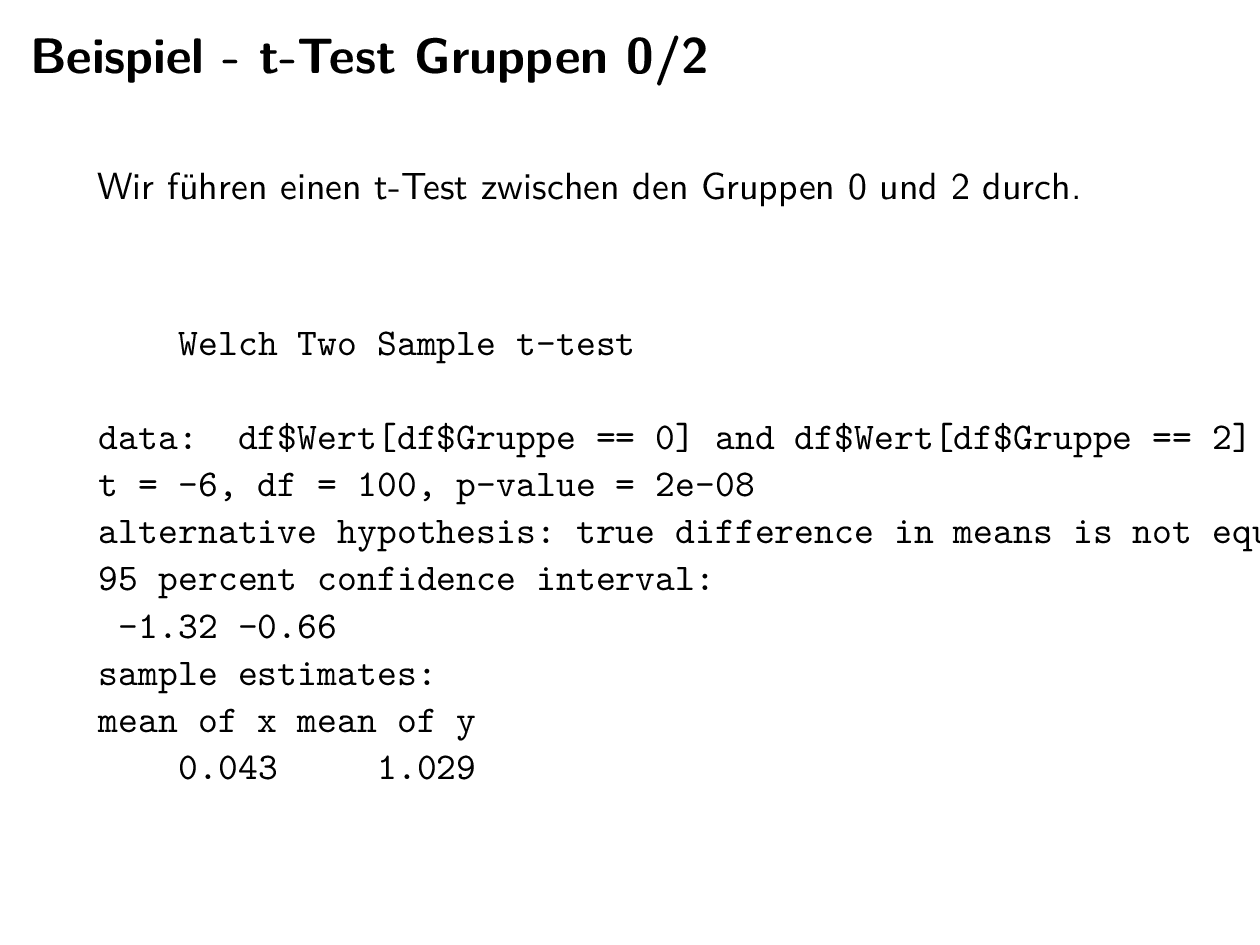 Beispiel - t-Test Gruppen 0/2
Wir führen einen t-Test zwischen den Gruppen 0 und 2 durch.
Welch Two Sample t-test
data:  df$Wert[df$Gruppe == 0] and df$Wert[df$Gruppe == 2]
t = -6, df = 100, p-value = 2e-08
alternative hypothesis: true difference in means is not
95 percent confidence interval:
-1.32 -0.66
sample estimates:
mean of x mean of y
0.043     1.029